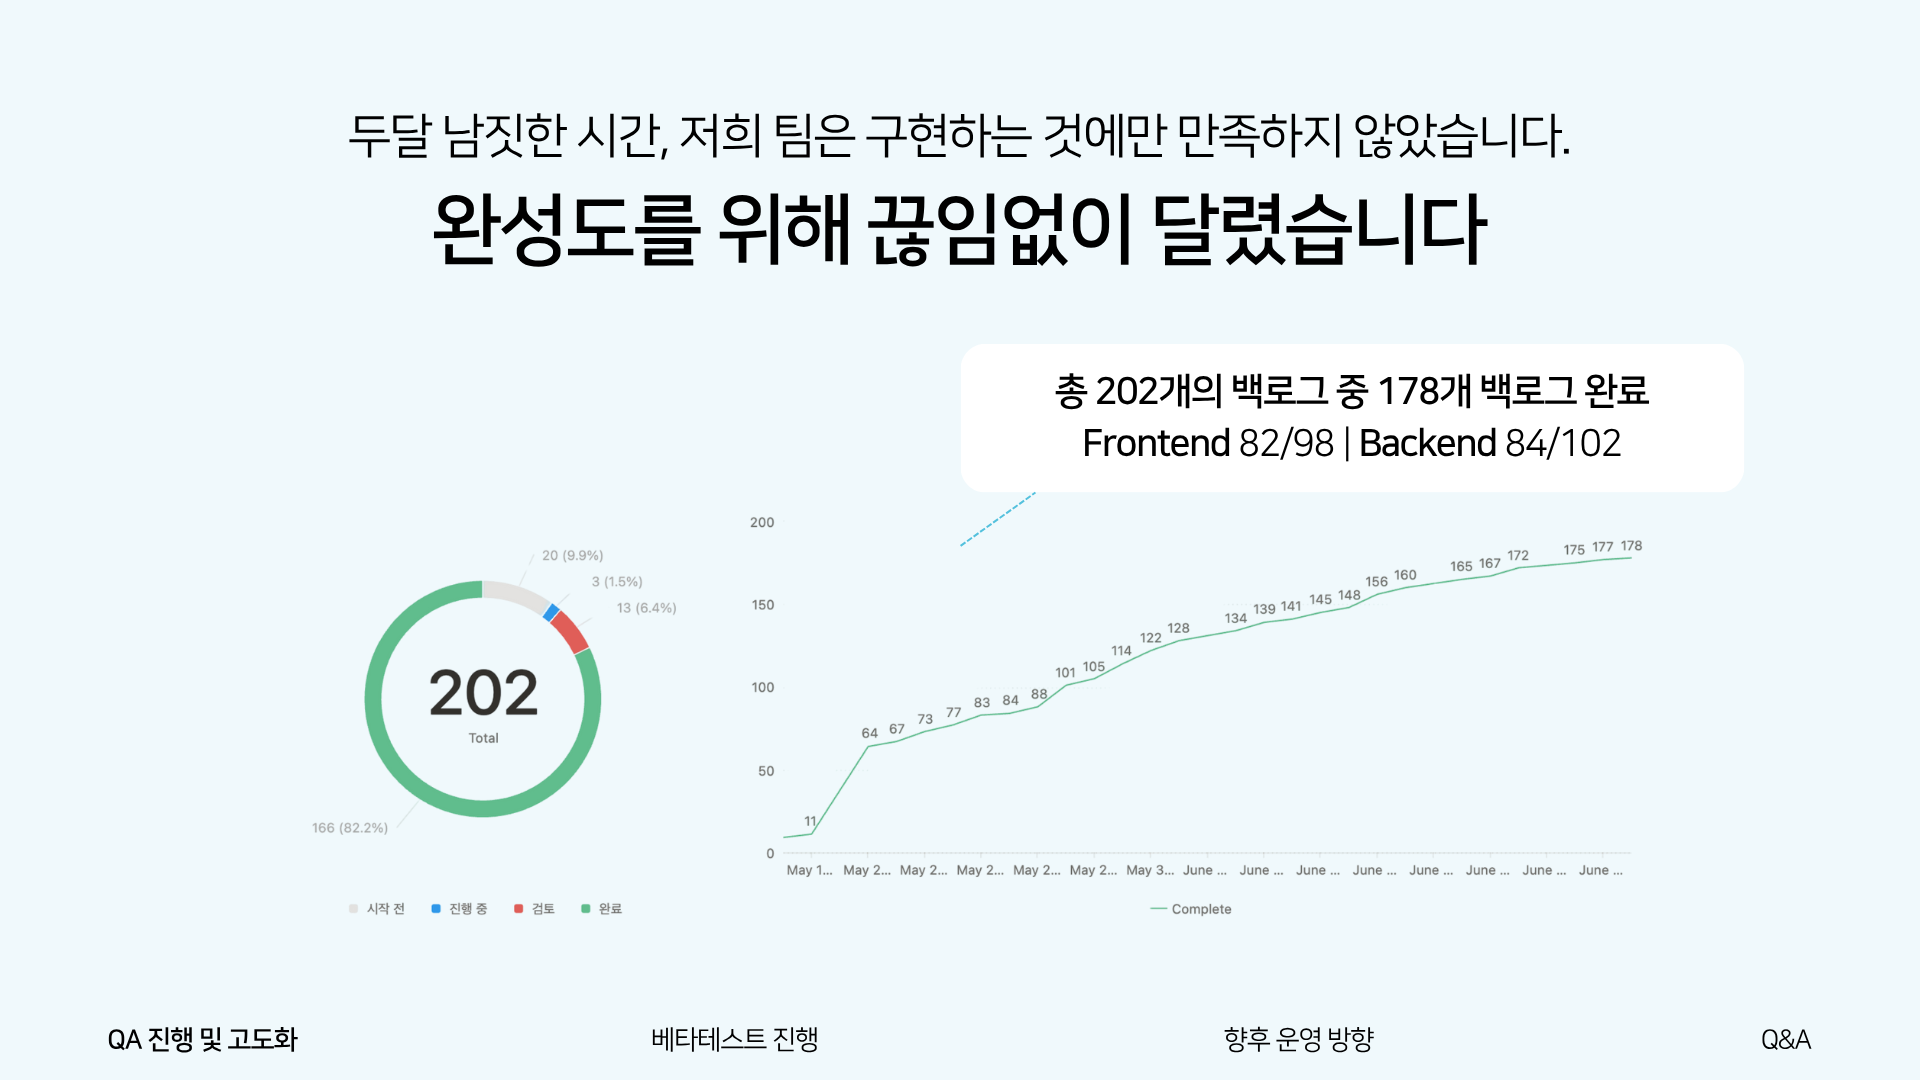 두달 남짓한 시간, 저희 팀은 구현하는 것에만 만족하지 않았습니다.
완성도를 위해 끊임없이 달렸습니다
총 202개의 백로그 중 178개 백로그 완료
Frontend 82/98 | Backend 84/102
20 (9.9%)
3 (1.5%)
13 (6.4%)
202
Total
166 (82.2%)
시작 전 진행 중 검토 완료
200
150
100
50
0
11 64 67 73 77 83 84 88 101 105 114 122 128 134 139 141 145 148 156 160 165 167 172 175 177 178
May 1... May 2... May 2... May 2... May 2... May 2... May 3... June ... June ... June ... June ... June ... June ... June ... June ...
Complete
QA 진행 및 고도화
베타테스트 진행
향후 운영 방향
Q&A